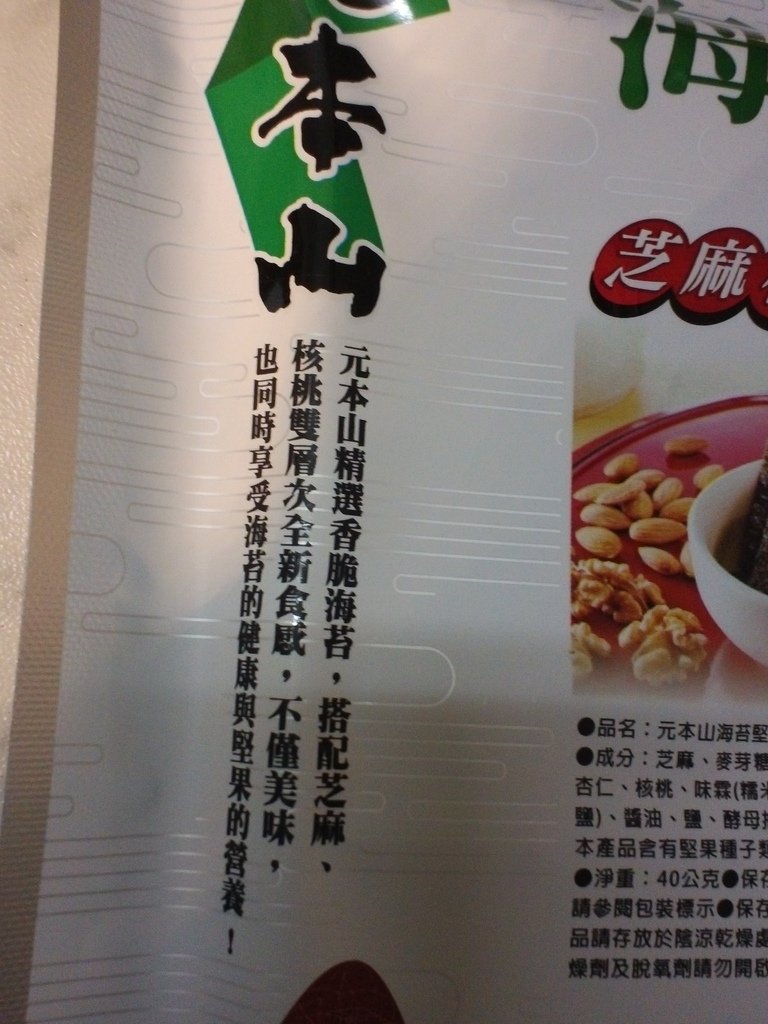 本山
海
芝麻
元本山精選香脆海苔，搭配芝麻、
核桃雙層次全新食感，不僅美味，
也同時享受海苔的健康與堅果的營養！
●品名：元本山海苔堅
●成分：芝麻、麥芽糖
杏仁、核桃、味霖(糯米
鹽)、醬油、鹽、酵母
本產品含有堅果種子類
●淨重：40公克●保存
請參閱包裝標示●保存
品請存放於陰涼乾燥處
燥劑及脫氧劑請勿開啟